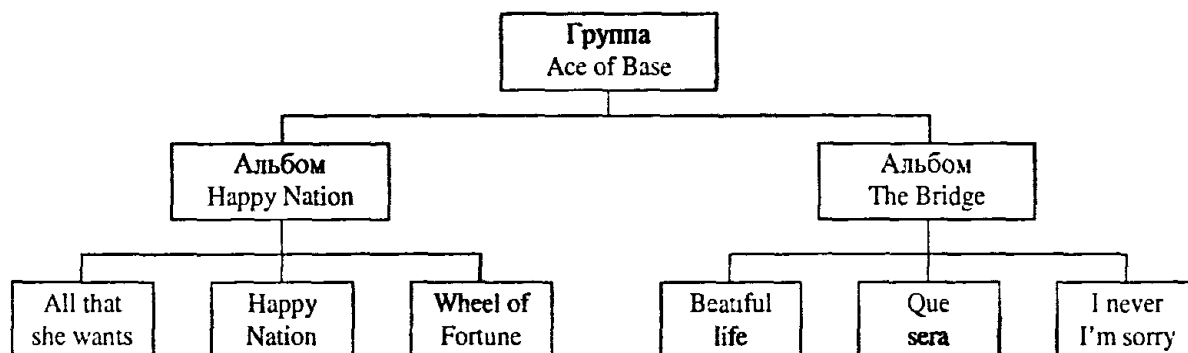 Группа
Ace of Base
Альбом
Happy Nation
Альбом
The Bridge
All that
she wants
Happy
Nation
Wheel of
Fortune
Beatiful
life
Que
sera
I never
I'm sorry